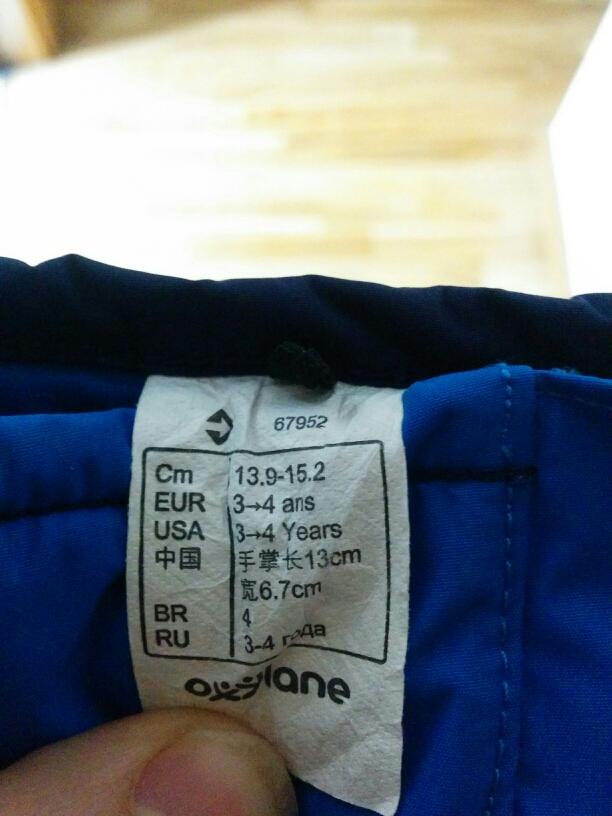 67952
Cm 13.9-15.2
EUR 3→4 ans
USA 3→4 Years
中国 手掌长13cm
宽6.7cm
BR 4
RU 3-4 года
oxylane